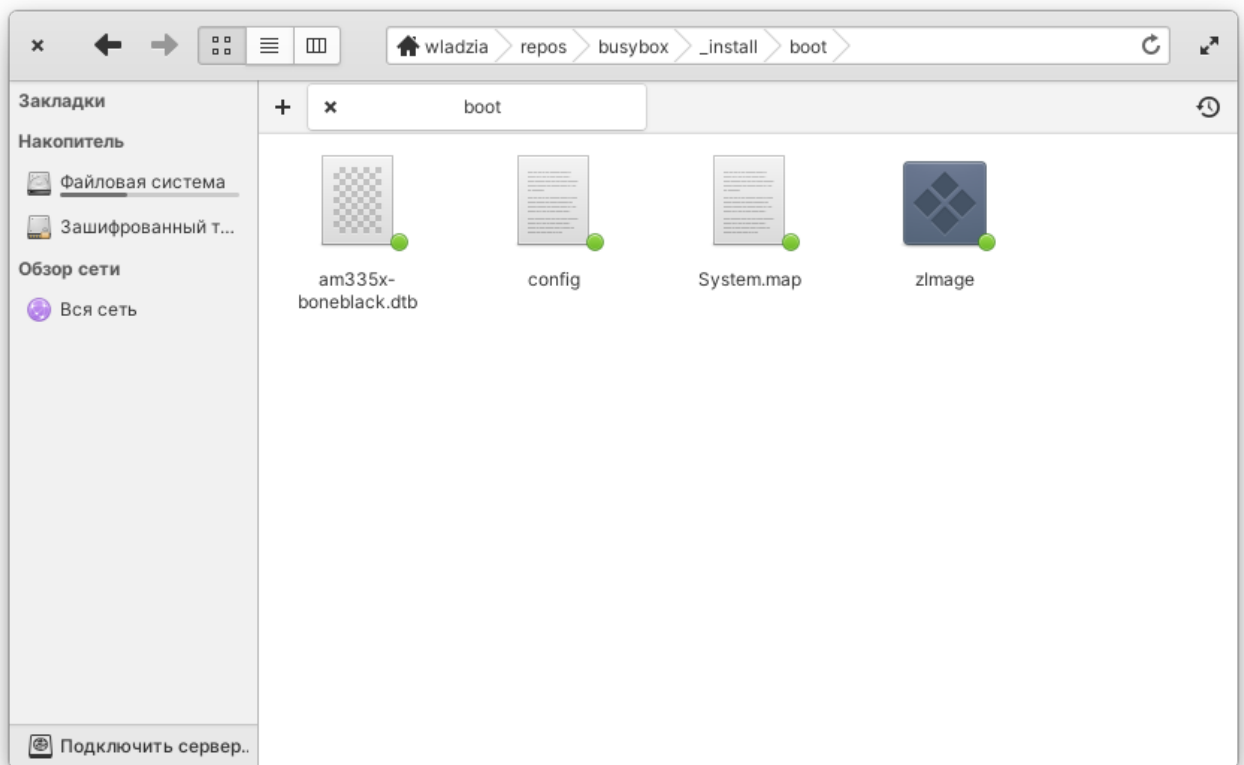 wladzia
repos
busybox
_install
boot
Закладки
boot
Накопитель
Файловая система
Зашифрованный т...
Обзор сети
Вся сеть
am335x-
boneblack.dtb
config
System.map
zImage
Подключить сервер..